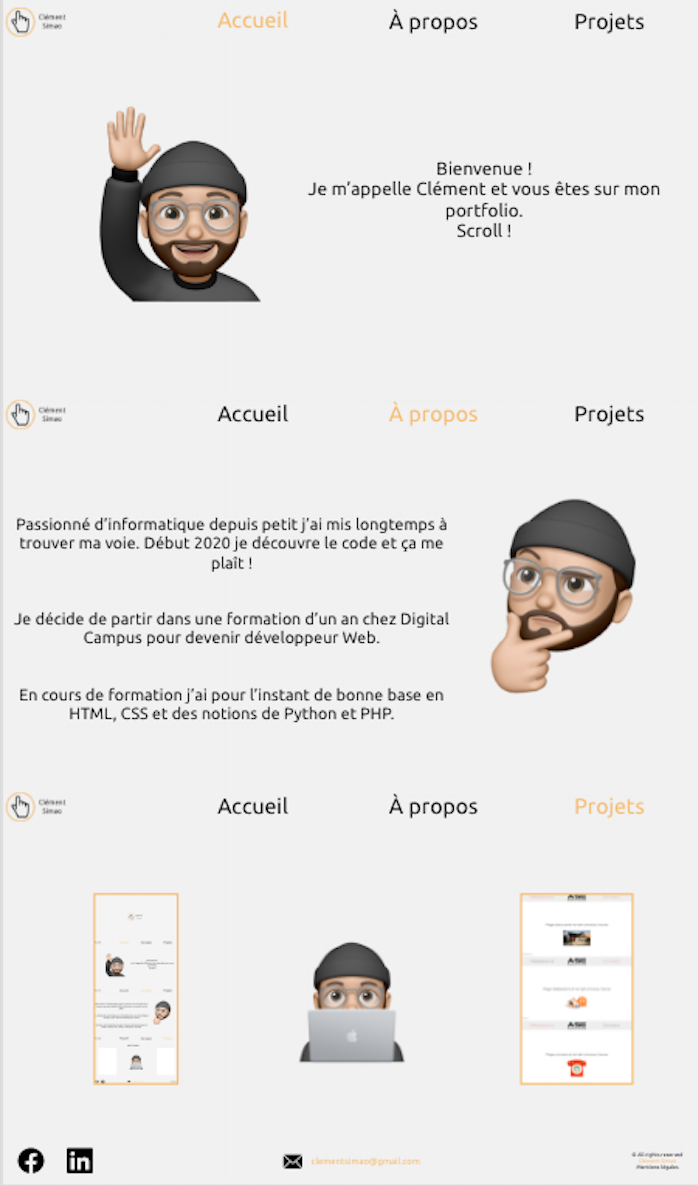 Clément
Simao
Accueil
À propos
Projets
Bienvenue !
Je m’appelle Clément et vous êtes sur mon
portfolio.
Scroll !
Clément
Simao
Accueil
À propos
Projets
Passionné d’informatique depuis petit j’ai mis longtemps à
trouver ma voie. Début 2020 je découvre le code et ça me
plaît !
Je décide de partir dans une formation d’un an chez Digital
Campus pour devenir développeur Web.
En cours de formation j’ai pour l’instant de bonne base en
HTML, CSS et des notions de Python et PHP.
Clément
Simao
Accueil
À propos
Projets
clementsimao@gmail.com
© All rights reserved
Clément Simao
Mentions légales